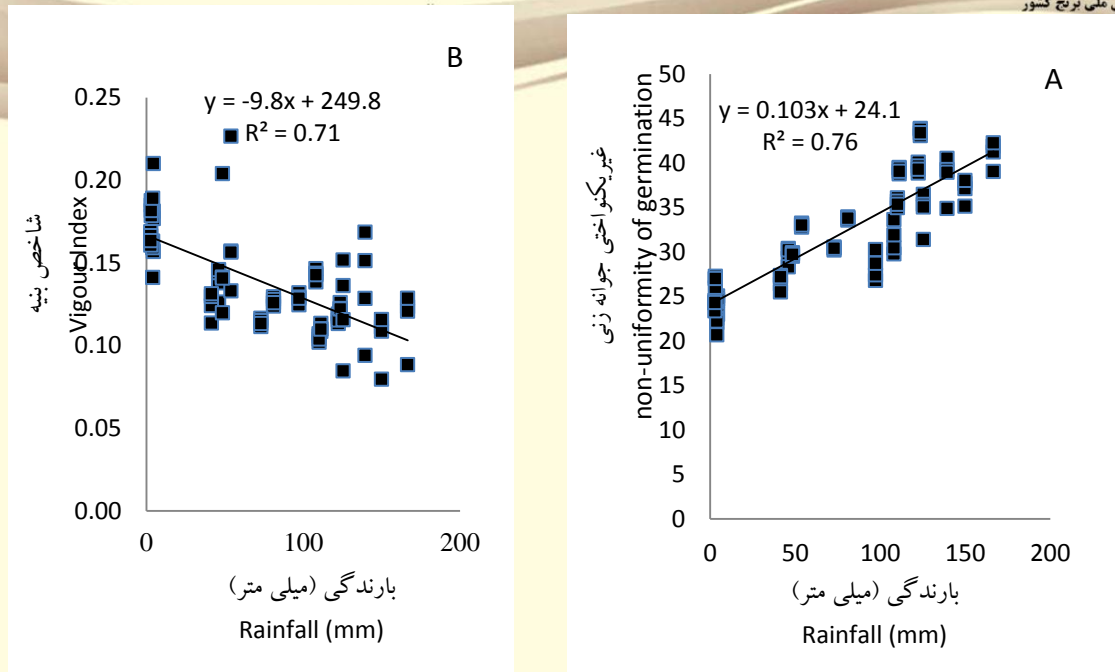 ملی برنج کشور
B
y = -9.8x + 249.8
R² = 0.71
0.25
0.20
0.15
0.10
0.05
0.00
شاخص بنیه
Vigour Index
0
100
200
بارندگی (میلی متر)
Rainfall (mm)
A
y = 0.103x + 24.1
R² = 0.76
50
45
40
35
30
25
20
15
10
5
0
غیریکنواختی جوانه زنی
non-uniformity of germination
0
50
100
150
200
بارندگی (میلی متر)
Rainfall (mm)